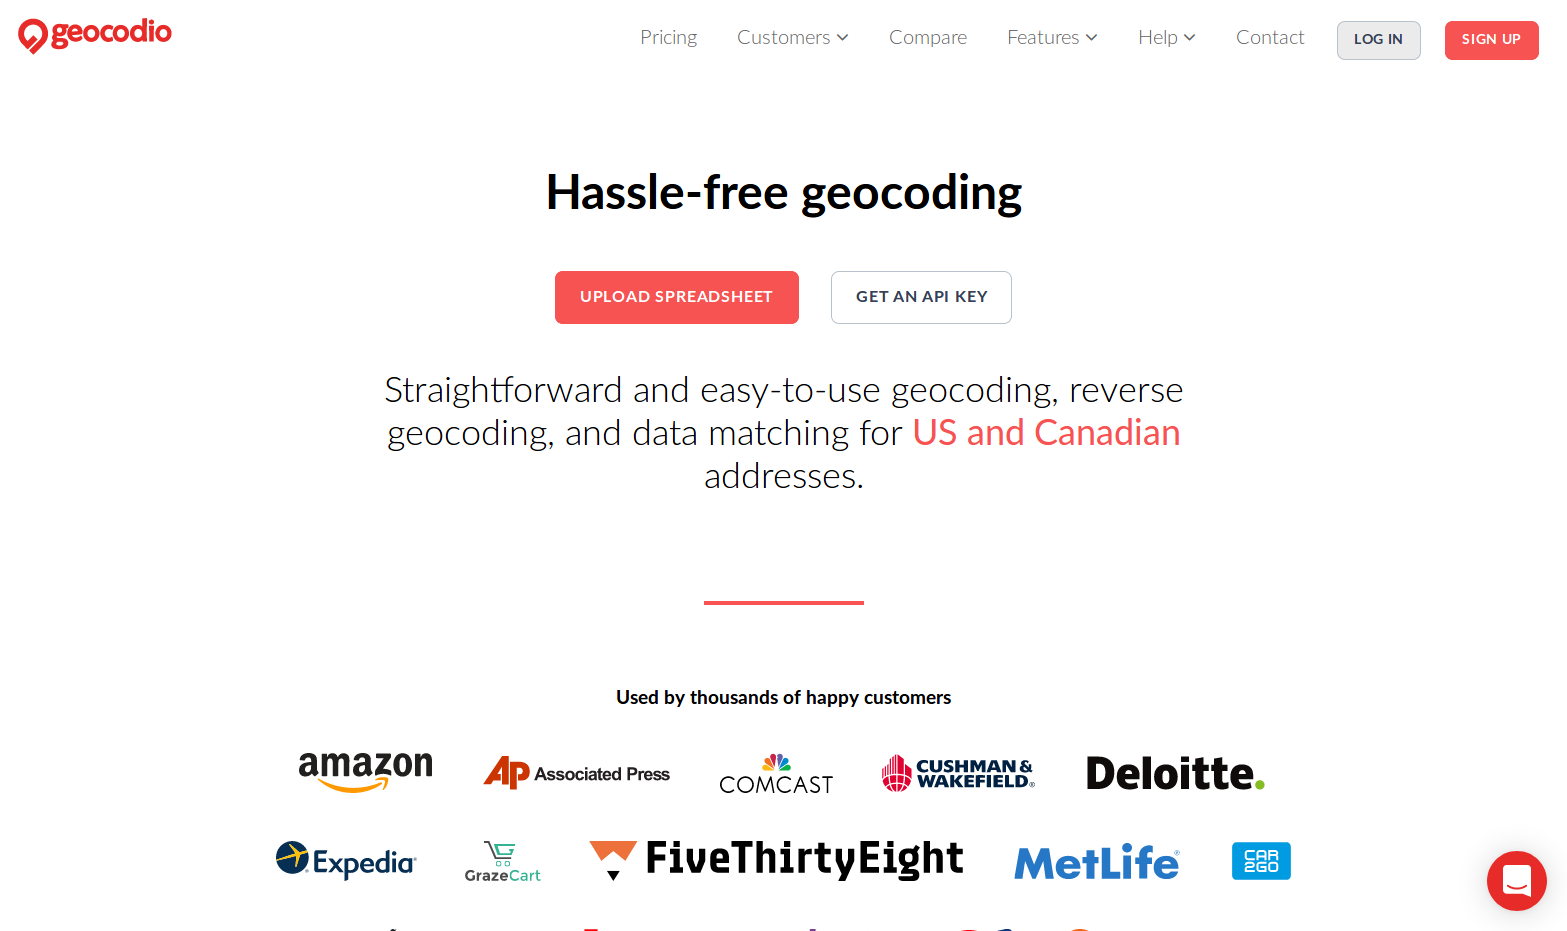 geocodio
Pricing
Customers
Compare
Features
Help
Contact
LOG IN
SIGN UP
Hassle-free geocoding
UPLOAD SPREADSHEET
GET AN API KEY
Straightforward and easy-to-use geocoding, reverse
geocoding, and data matching for US and Canadian
addresses.
Used by thousands of happy customers
amazon
AP Associated Press
COMCAST
CUSHMAN &
WAKEFIELD®
Deloitte.
Expedia®
GrazeCart
FiveThirtyEight
MetLife®
CAR
2GO